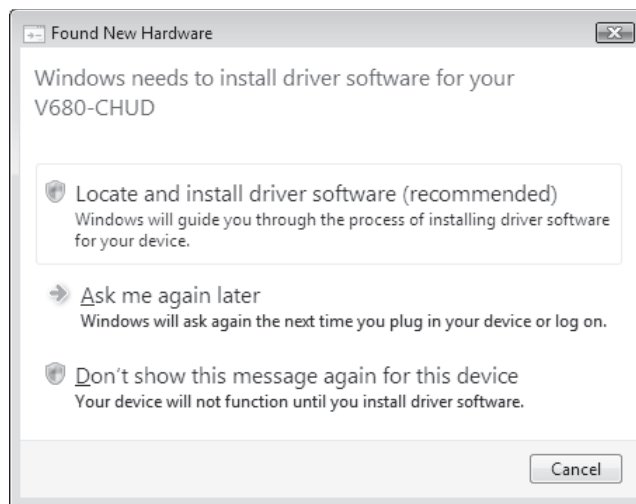 Found New Hardware
Windows needs to install driver software for your
V680-CHUD
Locate and install driver software (recommended)
Windows will guide you through the process of installing driver software
for your device.
Ask me again later
Windows will ask again the next time you plug in your device or log on.
Don't show this message again for this device
Your device will not function until you install driver software.
Cancel